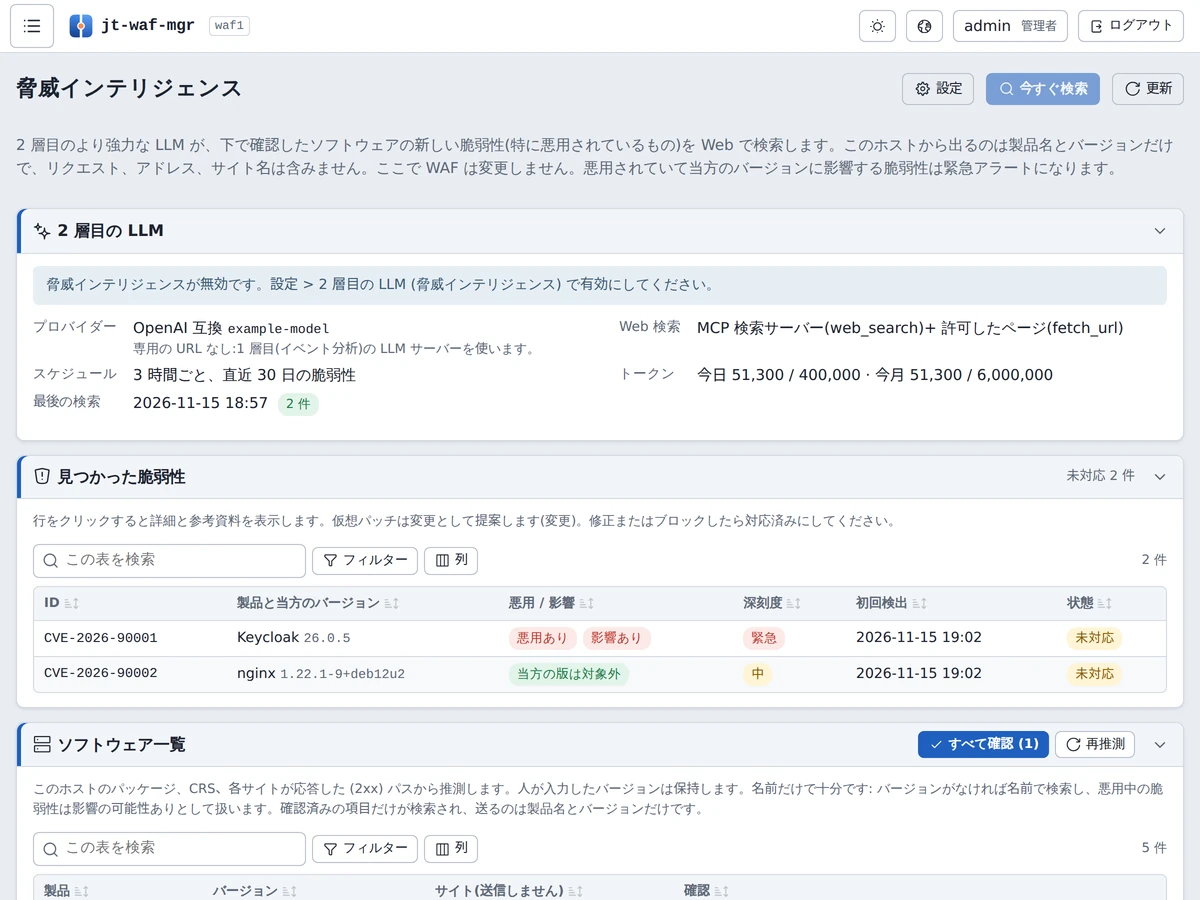 jt-waf-mgr waf1 admin 管理者 ログアウト
脅威インテリジェンス 設定 今すぐ検索 更新
2 層目のより強力な LLM が、下で確認したソフトウェアの新しい脆弱性(特に悪用されているもの)を Web で検索します。このホストから出るのは製品名とバージョンだけ
で、リクエスト、アドレス、サイト名は含みません。ここで WAF は変更しません。悪用されていて当方のバージョンに影響する脆弱性は緊急アラートになります。
2 層目の LLM
脅威インテリジェンスが無効です。設定 > 2 層目の LLM (脅威インテリジェンス) で有効にしてください。
プロバイダー OpenAI 互換 example-model Web 検索 MCP 検索サーバー(web_search)+ 許可したページ(fetch_url)
専用の URL なし:1 層目(イベント分析)の LLM サーバーを使います。
スケジュール 3 時間ごと、直近 30 日の脆弱性 トークン 今日 51,300 / 400,000 · 今月 51,300 / 6,000,000
最後の検索 2026-11-15 18:57 2 件
見つかった脆弱性 未対応 2 件
行をクリックすると詳細と参考資料を表示します。仮想パッチは変更として提案します(変更)。修正またはブロックしたら対応済みにしてください。
この表を検索 フィルター 列 2 件
ID 製品と当方のバージョン 悪用 / 影響 深刻度 初回検出 状態
CVE-2026-90001 Keycloak 26.0.5 悪用あり 影響あり 緊急 2026-11-15 19:02 未対応
CVE-2026-90002 nginx 1.22.1-9+deb12u2 当方の版は対象外 中 2026-11-15 19:02 未対応
ソフトウェア一覧 すべて確認 (1) 再推測
このホストのパッケージ、CRS、各サイトが応答した (2xx) パスから推測します。人が入力したバージョンは保持します。名前だけで十分です: バージョンがなければ名前で検索し、悪用中の脆
弱性は影響の可能性ありとして扱います。確認済みの項目だけが検索され、送るのは製品名とバージョンだけです。
この表を検索 フィルター 列 5 件
製品 バージョン サイト(送信しません) 確認